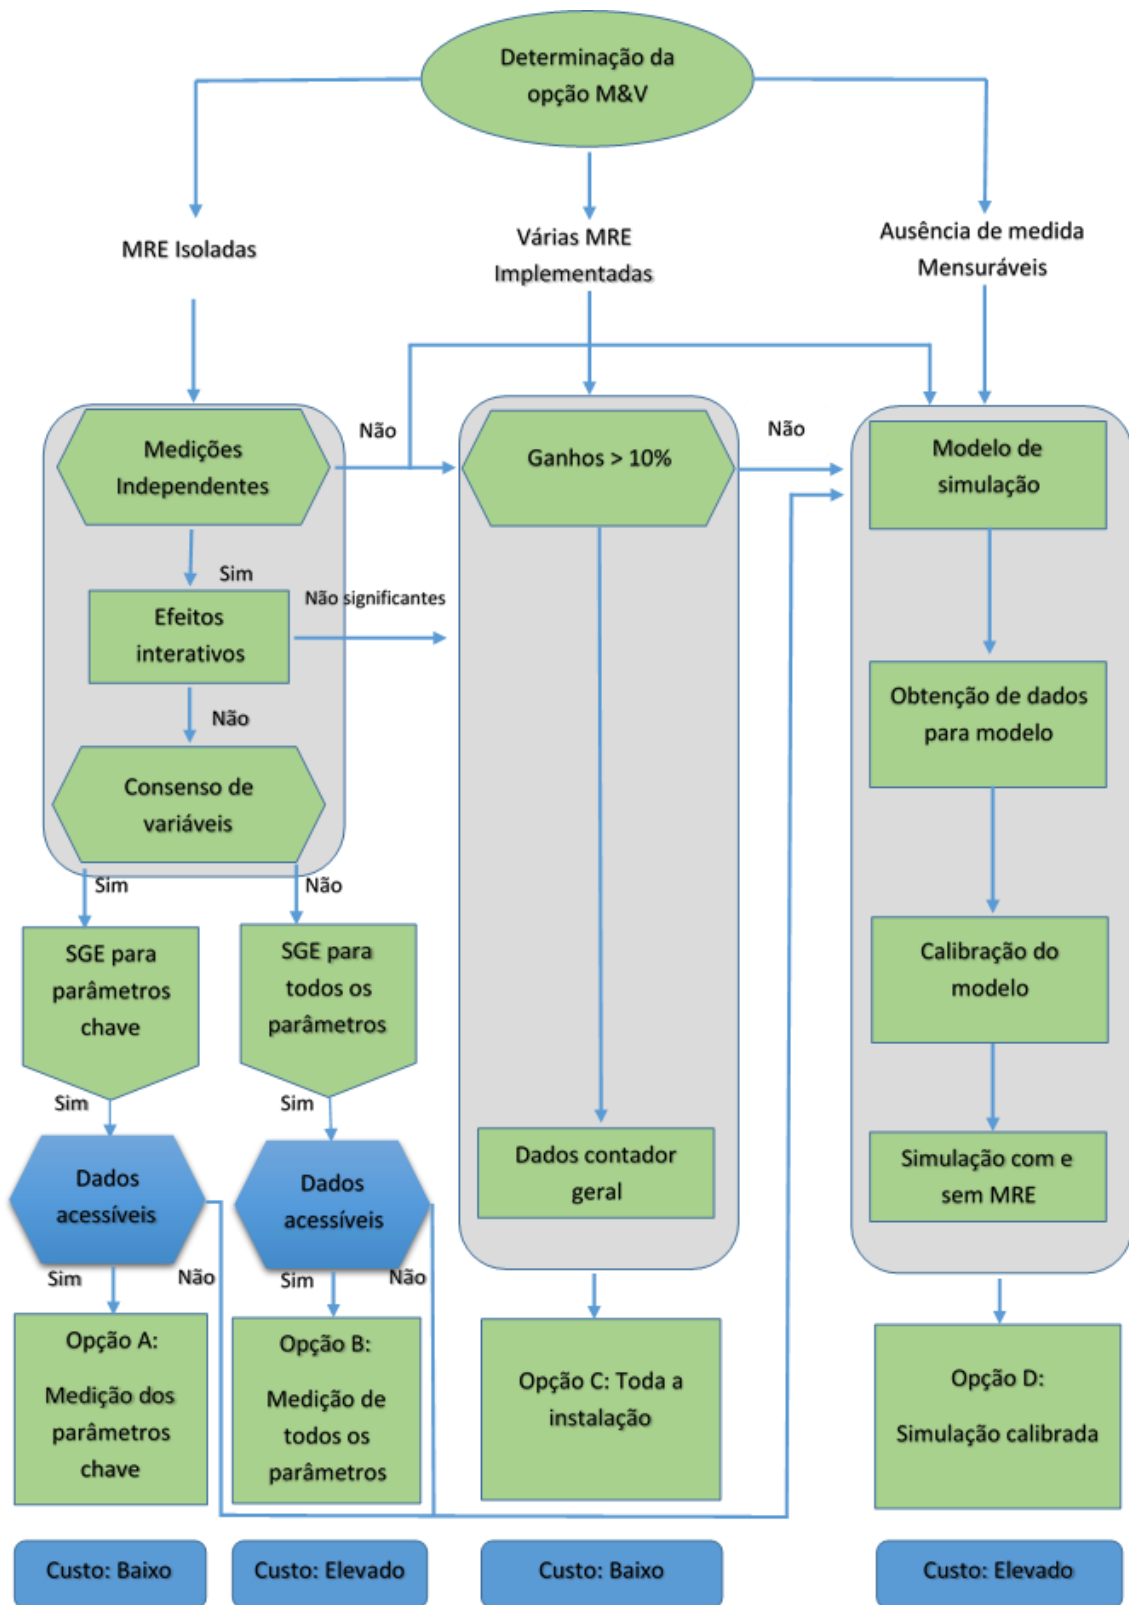 Determinação da
opção M&V
MRE Isoladas
Várias MRE
Implementadas
Ausência de medida
Mensuráveis
Medições
Independentes
Não
Ganhos > 10%
Não
Modelo de
simulação
Sim
Efeitos
interativos
Não significantes
Não
Obtenção de dados
para modelo
Consenso de
variáveis
Sim
Não
SGE para
parâmetros
chave
SGE para
todos os
parâmetros
Calibração do
modelo
Sim
Sim
Dados
acessíveis
Dados
acessíveis
Dados contador
geral
Simulação com e
sem MRE
Sim
Não
Sim
Não
Opção A:
Medição dos
parâmetros
chave
Opção B:
Medição de
todos os
parâmetros
Opção C: Toda a
instalação
Opção D:
Simulação calibrada
Custo: Baixo
Custo: Elevado
Custo: Baixo
Custo: Elevado